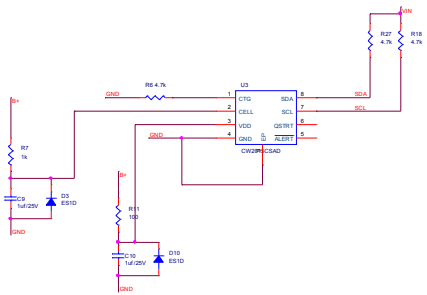 VIN
R27
4.7k
R18
4.7k
U3
GND
R6 4.7k
1
CTG
SDA
8
SDA
2
CELL
SCL
7
SCL
3
VDD
QSTRT
6
GND
4
GND
EP
ALERT
5
B+
R7
1k
C9
1uf/25V
D3
ES1D
GND
B+
R11
100
C10
1uf/25V
D10
ES1D
GND